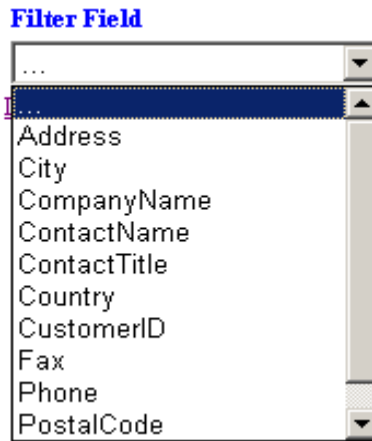 Filter Field
...
...
Address
City
CompanyName
ContactName
ContactTitle
Country
CustomerID
Fax
Phone
PostalCode